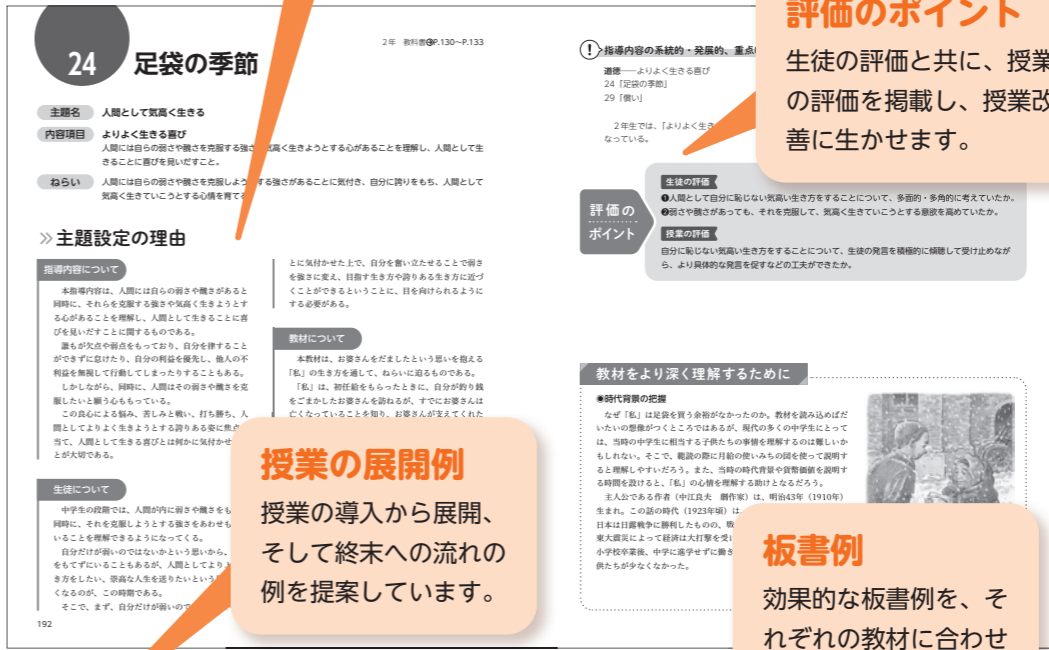 24 足袋の季節
2年 教科書P.130〜P.133
主題名 人間として気高く生きる
内容項目 よりよく生きる喜び
人間には自らの弱さや醜さを克服する強さ
気高く生きようとする心があることを理解し、人間として生
きることに喜びを見いだすこと。
ねらい 人間には自らの弱さや醜さを克服しよう
する強さがあることに気付き、自分に誇りをもち、人間として
気高く生きていこうとする心情を育て
主題設定の理由
指導内容について
本指導内容は、人間には自らの弱さや醜さがあると
同時に、それらを克服する強さや気高く生きようとす
る心があることを理解し、人間として生きることに喜
びを見いだすことに関するものである。
誰もが欠点や弱点をもっており、自分を律すること
ができずに怠けたり、自分の利益を優先し、他人の不
利益を無視して行動してしまったりすることもある。
しかしながら、同時に、人間はその弱さや醜さを克
服したいと願う心ももっている。
この良心による悩み、苦しみと戦い、打ち勝ち、人
間としてよりよく生きようとする誇りある姿に焦点
当て、人間として生きる喜びとは何かに気付かせ
とが大切である。
生徒について
中学生の段階では、人間が内に弱さや醜さをも
同時に、それを克服しようとする強さをあわせも
いることを理解できるようになってくる。
自分だけが弱いのではないかという思いから、
をもてずにいることもあるが、人間としてより
き方をしたい、崇高な人生を送りたいという
くなるのが、この時期である。
そこで、まず、自分だけが弱いので
192
とに気付かせた上で、自分を奮い立たせることで弱さ
を強さに変え、目指す生き方や誇りある生き方に近づ
くことができるということに、目を向けられるように
する必要がある。
教材について
本教材は、お婆さんをだましたという思いを抱える
「私」の生き方を通して、ねらいに迫るものである。
「私」は、初任給をもらったときに、自分が釣り銭
をごまかしたお婆さんを訪ねるが、すでにお婆さんは
亡くなっていることを知り、お婆さんが支えてくれた
授業の展開例
授業の導入から展開、
そして終末への流れの
例を提案しています。
! 指導内容の系統的・発展的、重点
道徳──よりよく生きる喜び
24「足袋の季節」
29「償い」
2年生では、「よりよく生き
なっている。
評価のポイント
生徒の評価と共に、授業
の評価を掲載し、授業改
善に生かせます。
評価の
ポイント
生徒の評価
❶人間として自分に恥じない気高い生き方をすることについて、多面的・多角的に考えていたか。
❷弱さや醜さがあっても、それを克服して、気高く生きていこうとする意欲を高めていたか。
授業の評価
自分に恥じない気高い生き方をすることについて、生徒の発言を積極的に傾聴して受け止めなが
ら、より具体的な発言を促すなどの工夫ができたか。
教材をより深く理解するために
●時代背景の把握
なぜ「私」は足袋を買う余裕がなかったのか。教材を読み込めばだ
いたいの想像がつくところではあるが、現代の多くの中学生にとって
は、当時の中学生に相当する子供たちの事情を理解するのは難しいか
もしれない。そこで、範読の際に月給の使いみちの図を使って説明す
ると理解しやすいだろう。また、当時の時代背景や貨幣価値を説明す
る時間を設けると、「私」の心情を理解する助けとなるだろう。
主人公である作者（中江良夫 劇作家）は、明治43年（1910年）
生まれ。この話の時代（1923年頃）は
日本は日露戦争に勝利したものの、戦
東大震災によって経済は大打撃を受
小学校卒業後、中学に進学せずに働き
供たちが少なくなかった。
板書例
効果的な板書例を、そ
れぞれの教材に合わせ